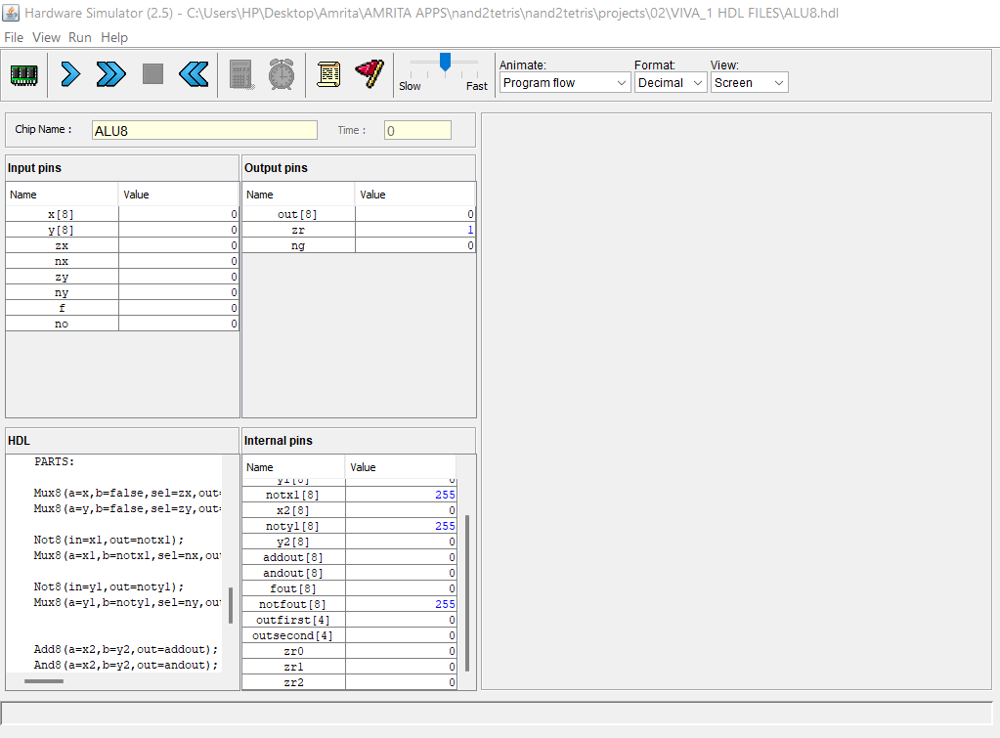 Hardware Simulator (2.5) - C:\Users\HP\Desktop\Amrita\AMRITA APPS\nand2tetris\nand2tetris\projects\02\VIVA_1 HDL FILES\ALU8.hdl
File View Run Help
Slow Fast
Animate: Format: View:
Program flow Decimal Screen
Chip Name : ALU8 Time : 0
Input pins
Name Value
x[8] 0
y[8] 0
zx 0
nx 0
zy 0
ny 0
f 0
no 0
Output pins
Name Value
out[8] 0
zr 1
ng 0
HDL
PARTS:
Mux8(a=x,b=false,sel=zx,out=
Mux8(a=y,b=false,sel=zy,out=
Not8(in=x1,out=notx1);
Mux8(a=x1,b=notx1,sel=nx,ou
Not8(in=y1,out=noty1);
Mux8(a=y1,b=noty1,sel=ny,ou
Add8(a=x2,b=y2,out=addout);
And8(a=x2,b=y2,out=andout);
Internal pins
Name Value
y1[8] 0
notx1[8] 255
x2[8] 0
noty1[8] 255
y2[8] 0
addout[8] 0
andout[8] 0
fout[8] 0
notfout[8] 255
outfirst[4] 0
outsecond[4] 0
zr0 0
zr1 0
zr2 0